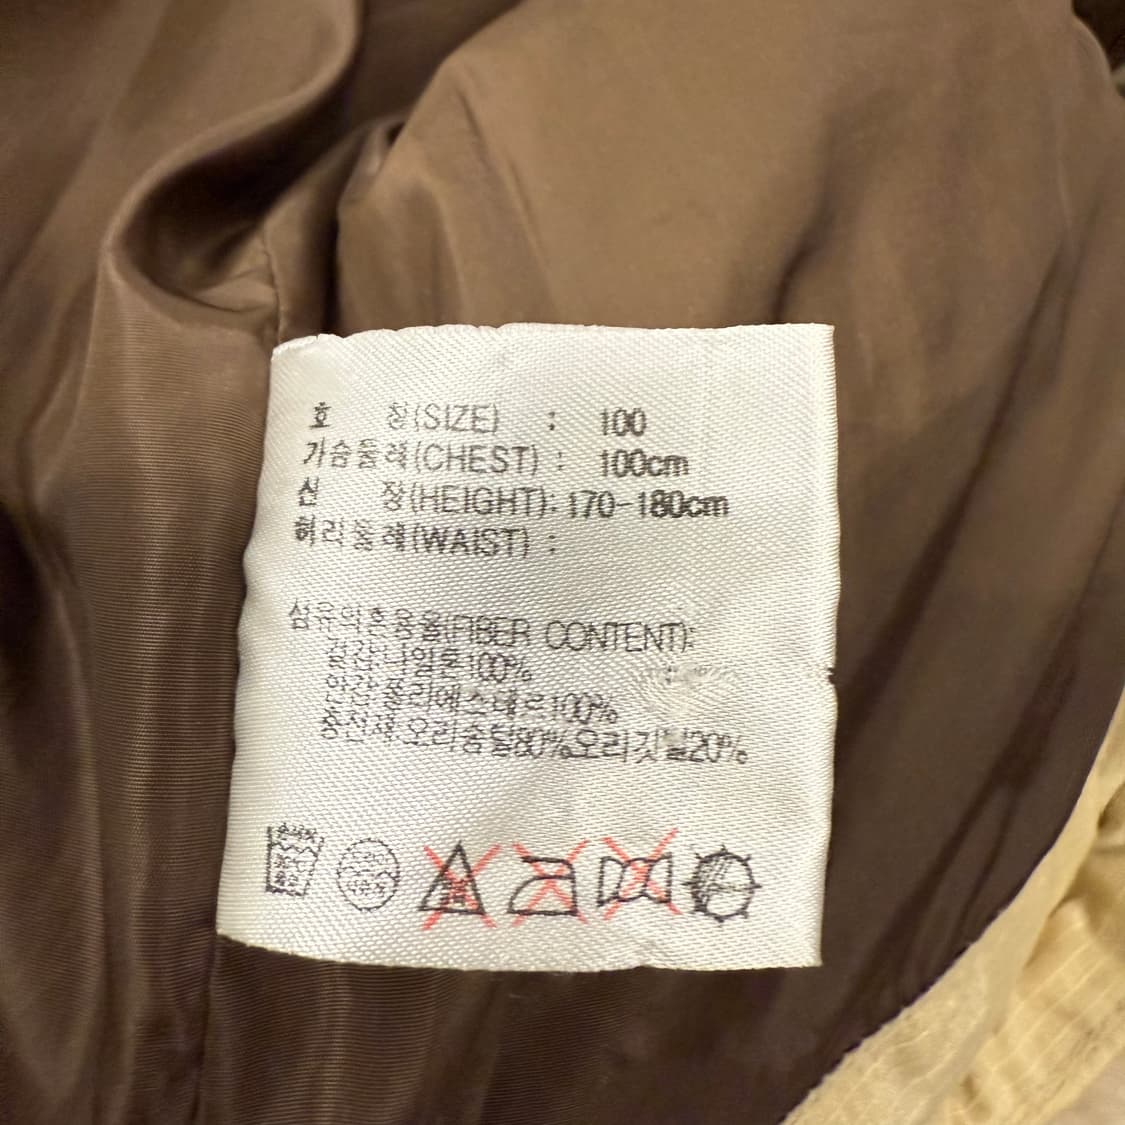 호 칭(SIZE) : 100
가슴둘레(CHEST) : 100cm
신 장(HEIGHT): 170-180cm
허리둘레(WAIST) :
섬유의혼용율(FIBER CONTENT):
겉감:나일론100%
안감:폴리에스테르100%
충전재:오리솜털80%오리깃털20%
손세탁